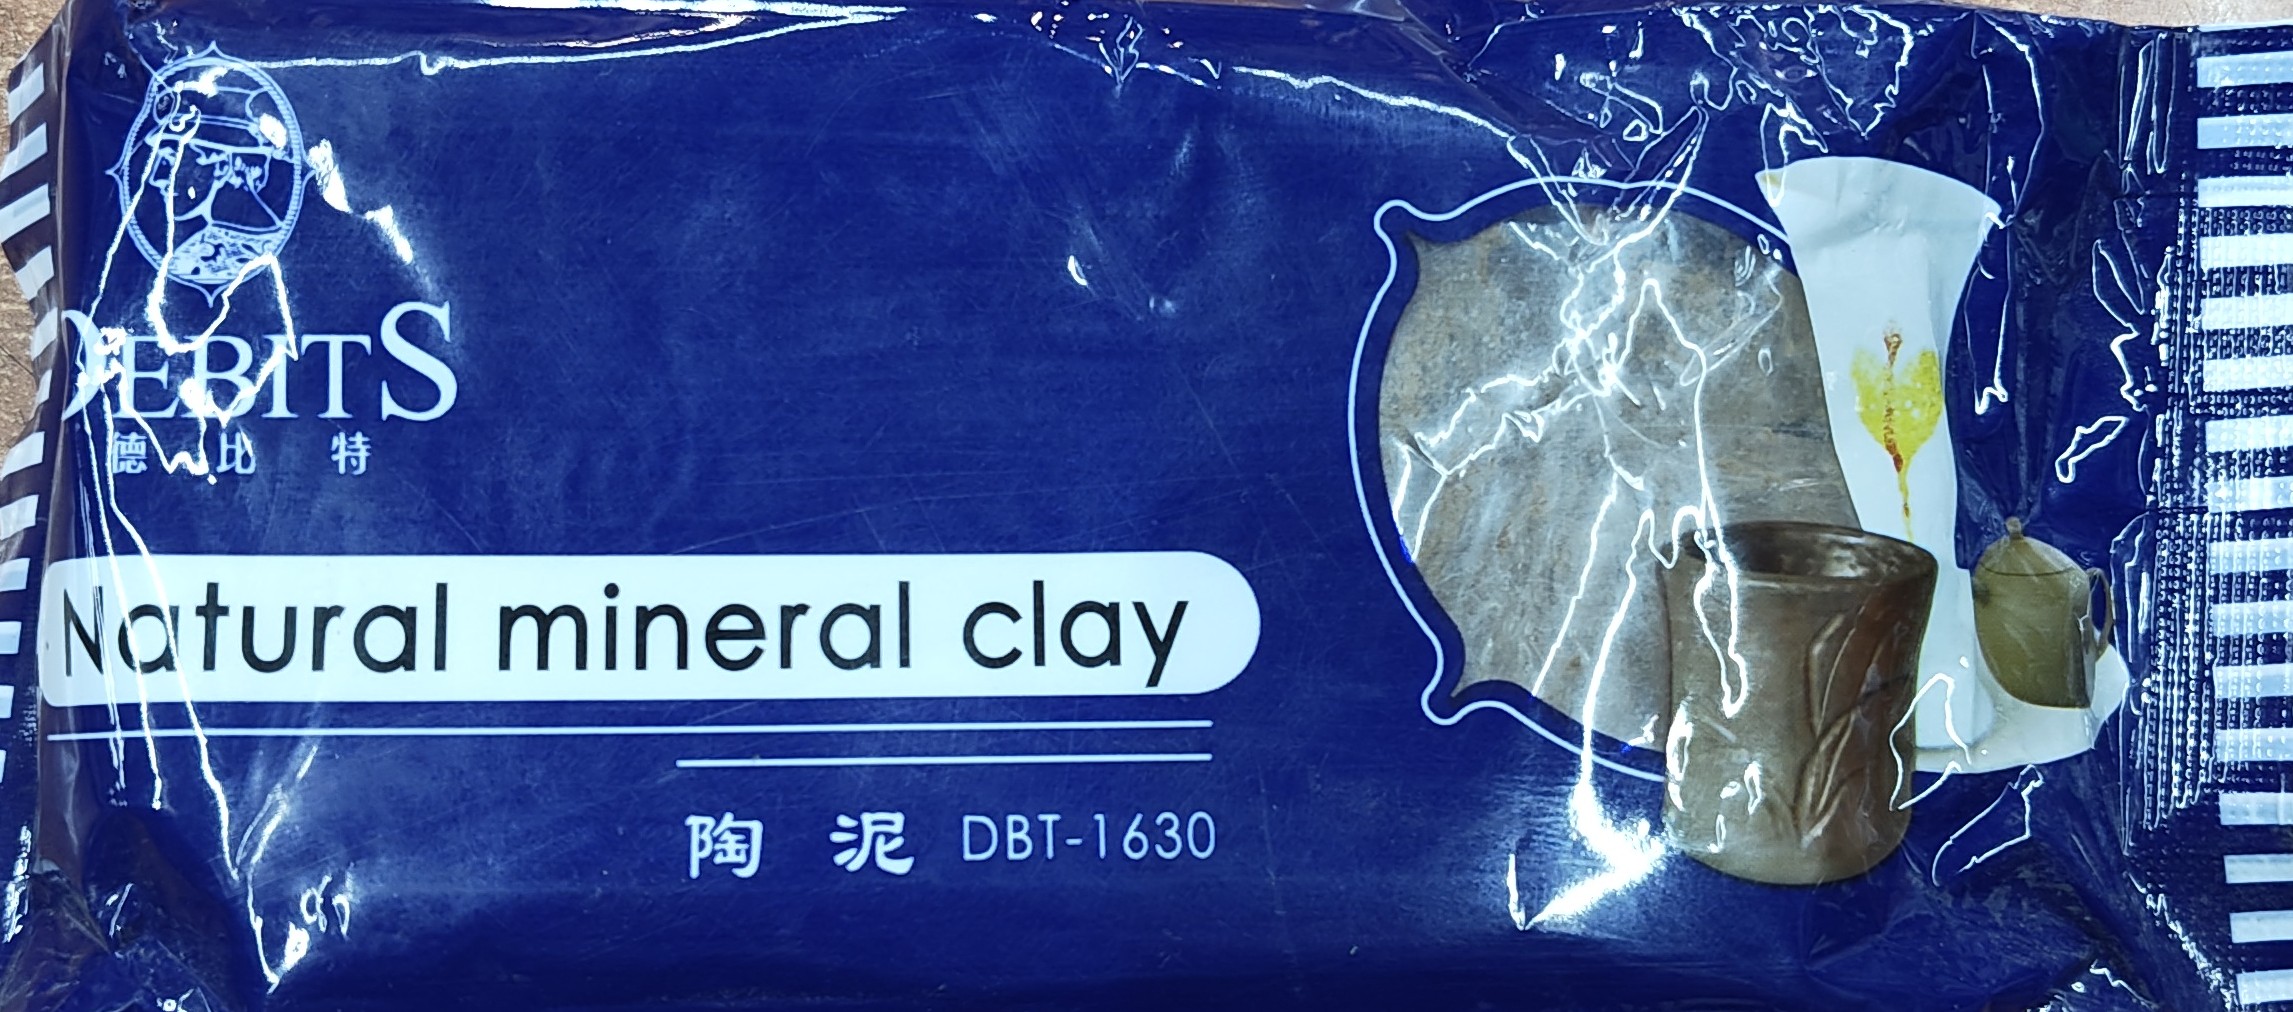 DEBITS
德 比 特
Natural mineral clay
陶 泥 DBT-1630